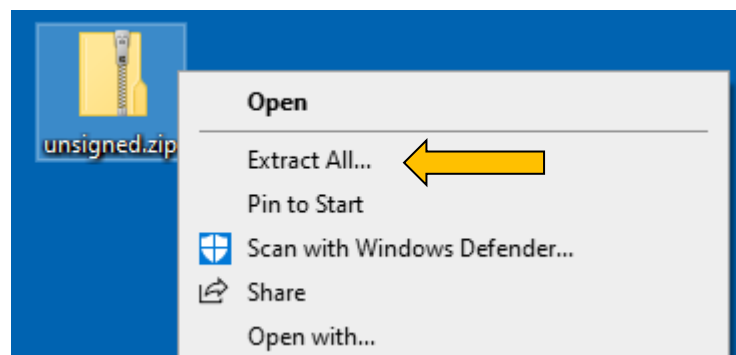 Open
unsigned.zip
Extract All...
Pin to Start
Scan with Windows Defender...
Share
Open with...